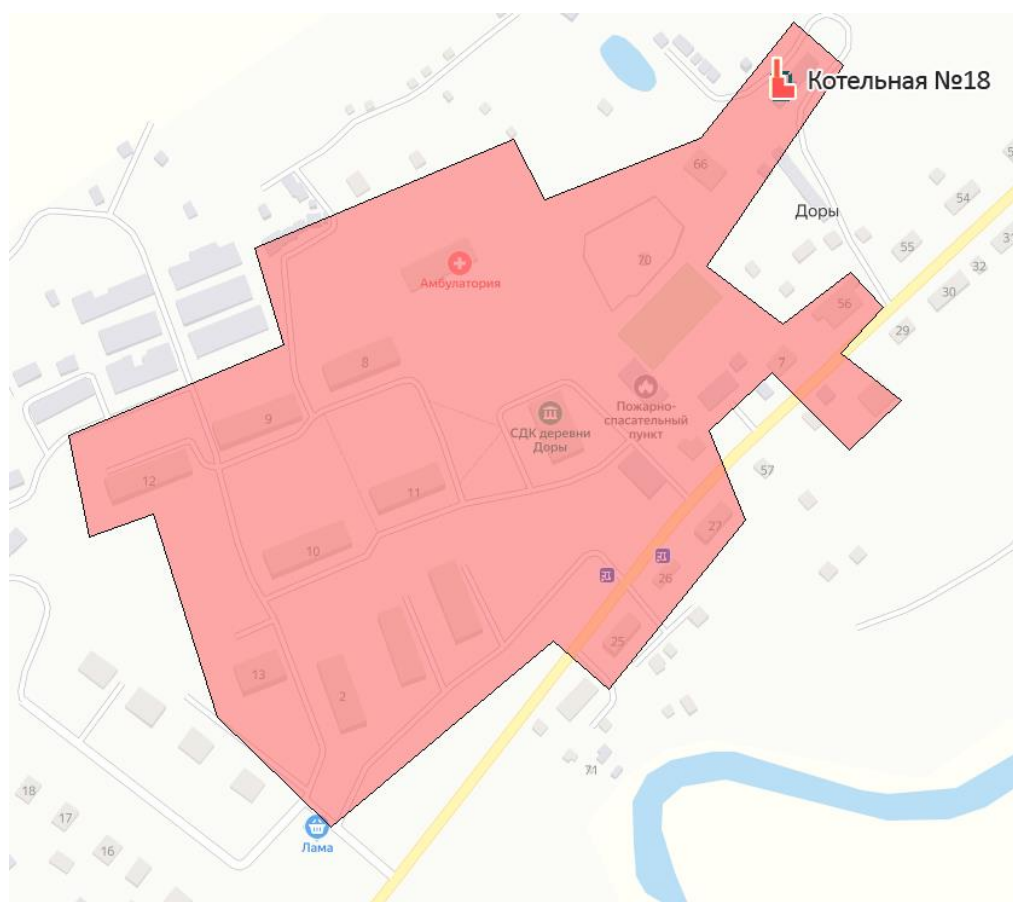 Котельная №18
66
Доры
54
55
31
32
30
29
56
70
Амбулатория
7
8
Пожарно-
спасательный
пункт
9
СДК деревни
Доры
12
11
57
10
27
26
25
13
2
71
18
17
16
Лама